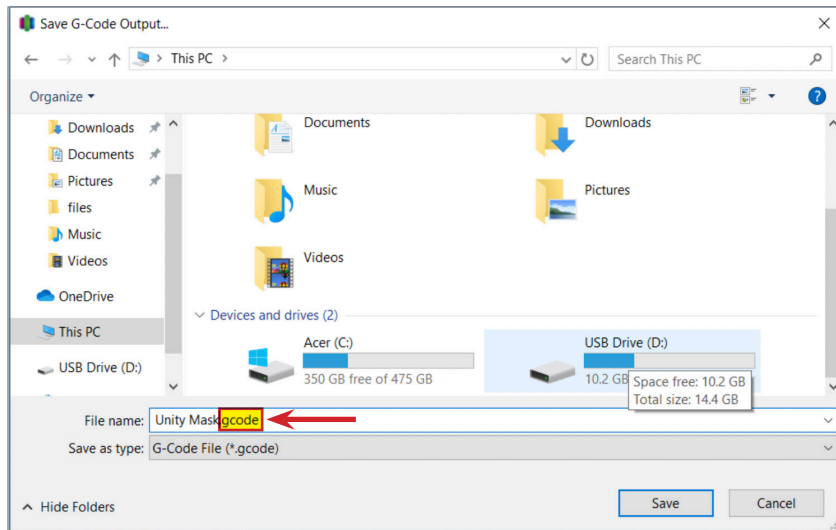 Save G-Code Output...
This PC
Search This PC
Organize
Downloads
Documents
Pictures
files
Music
Videos
OneDrive
This PC
USB Drive (D:)
Documents
Downloads
Music
Pictures
Videos
Devices and drives (2)
Acer (C:)
350 GB free of 475 GB
USB Drive (D:)
10.2 GB
Space free: 10.2 GB
Total size: 14.4 GB
File name: Unity Mask.gcode
Save as type: G-Code File (*.gcode)
Hide Folders
Save
Cancel